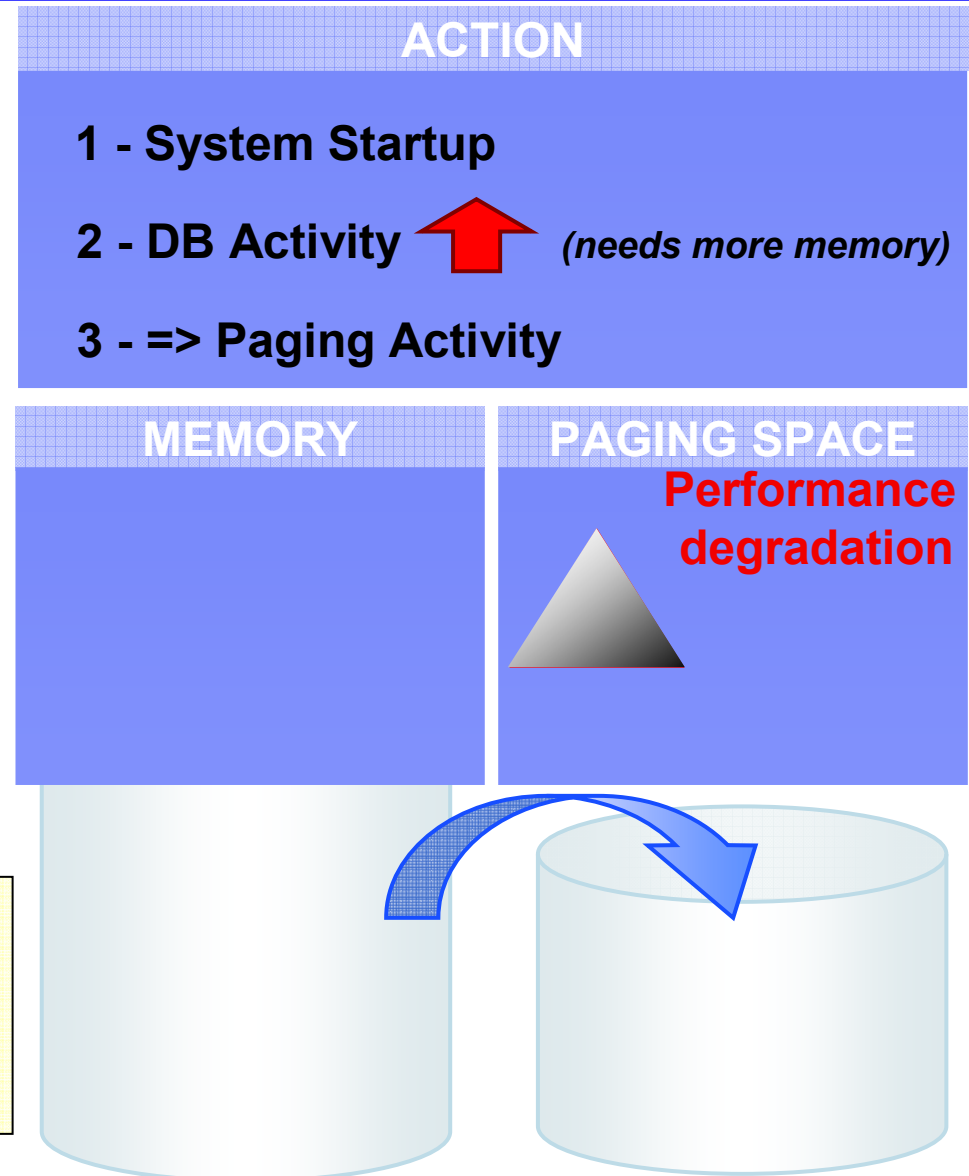 ACTION
1 - System Startup
2 - DB Activity (needs more memory)
3 - => Paging Activity
MEMORY
PAGING SPACE
Performance
degradation